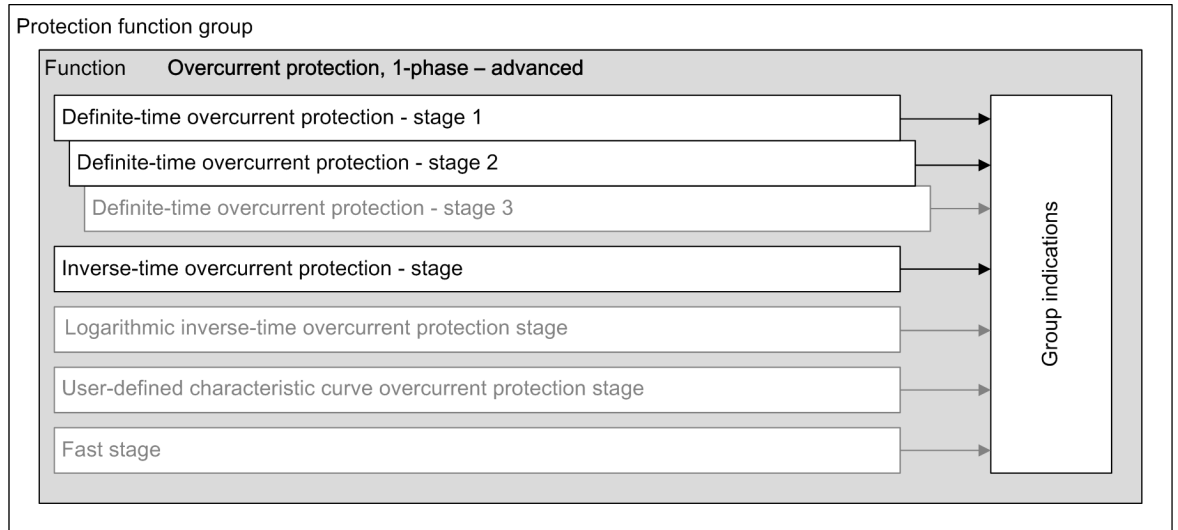 Protection function group
Function Overcurrent protection, 1-phase – advanced
Definite-time overcurrent protection - stage 1
Definite-time overcurrent protection - stage 2
Definite-time overcurrent protection - stage 3
Inverse-time overcurrent protection - stage
Logarithmic inverse-time overcurrent protection stage
User-defined characteristic curve overcurrent protection stage
Fast stage
Group indications